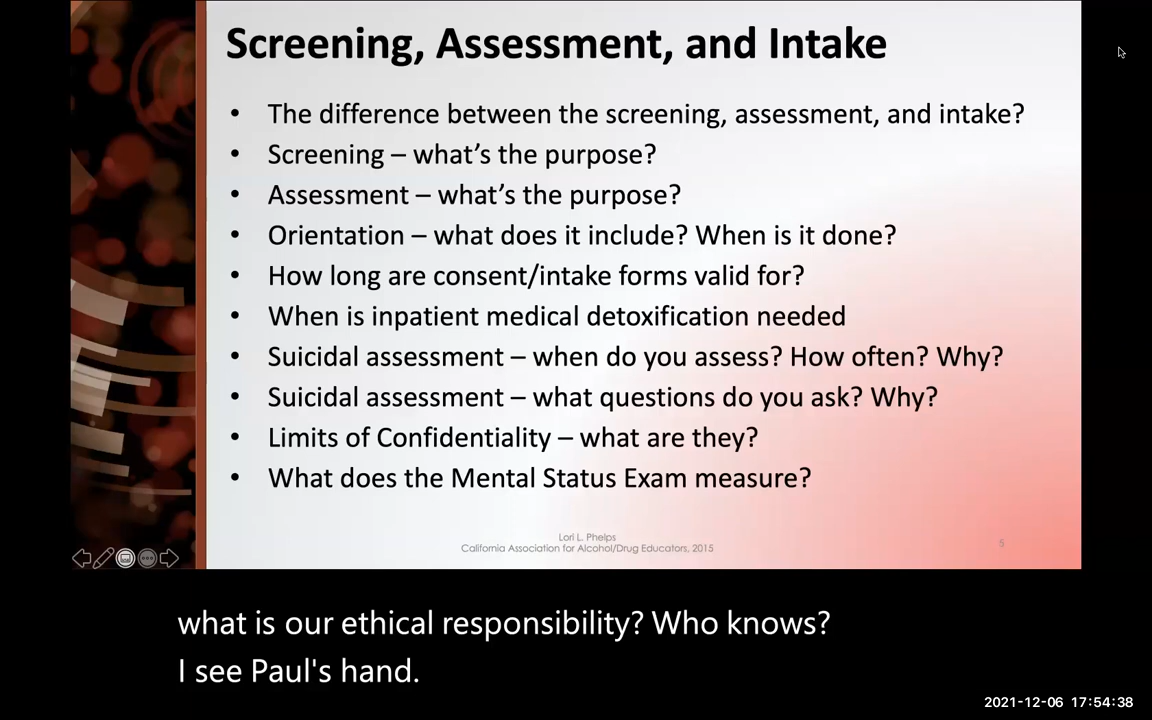 Screening, Assessment, and Intake
• The difference between the screening, assessment, and intake?
• Screening – what's the purpose?
• Assessment – what's the purpose?
• Orientation – what does it include? When is it done?
• How long are consent/intake forms valid for?
• When is inpatient medical detoxification needed
• Suicidal assessment – when do you assess? How often? Why?
• Suicidal assessment – what questions do you ask? Why?
• Limits of Confidentiality – what are they?
• What does the Mental Status Exam measure?
Lori L. Phelps
California Association for Alcohol/Drug Educators, 2015
5
what is our ethical responsibility? Who knows?
I see Paul's hand.
2021-12-06 17:54:38